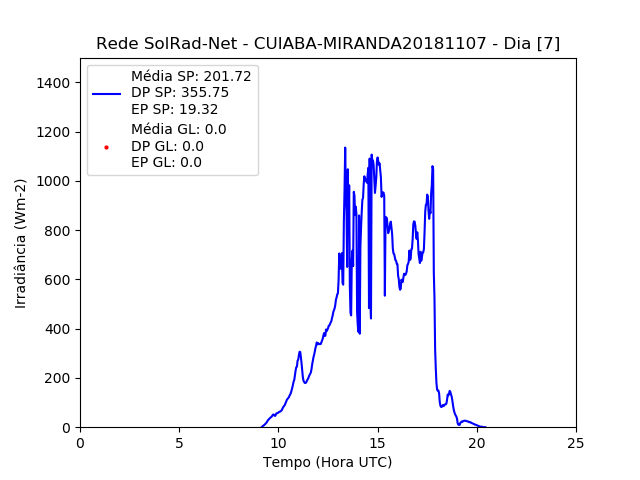 Rede SolRad-Net - CUIABA-MIRANDA20181107 - Dia [7]
Média SP: 201.72
DP SP: 355.75
EP SP: 19.32
Média GL: 0.0
DP GL: 0.0
EP GL: 0.0
1400
1200
1000
800
600
400
200
0
Irradiância (Wm-2)
0 5 10 15 20 25
Tempo (Hora UTC)